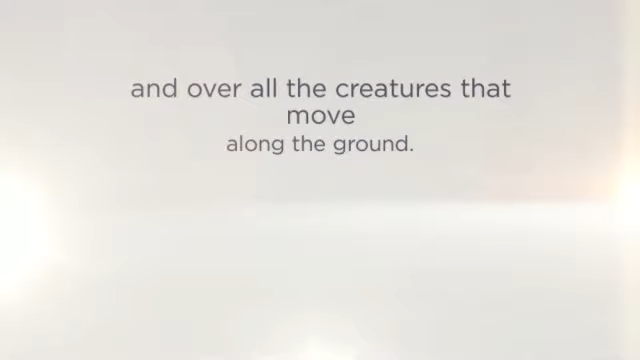 and over all the creatures that
move
along the ground.